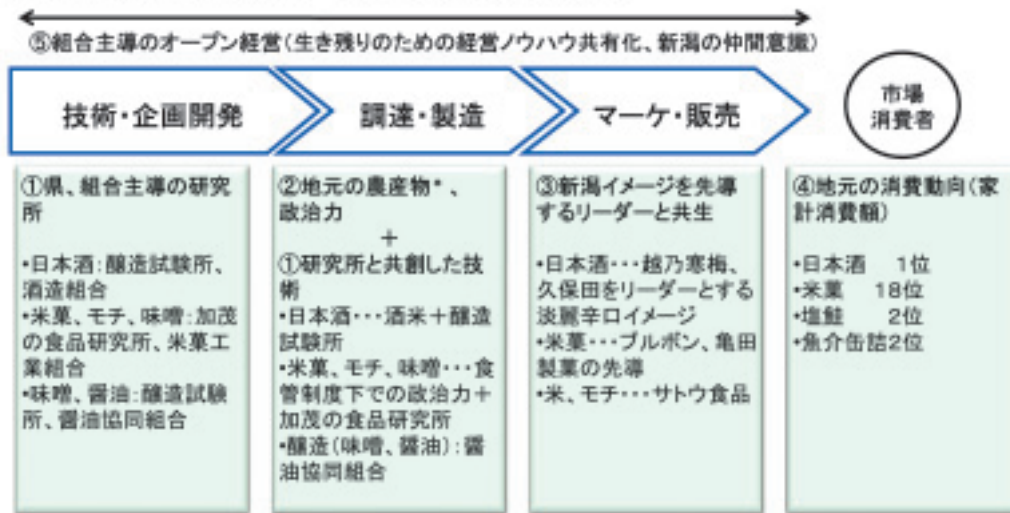 ⑤組合主導のオープン経営(生き残りのための経営ノウハウ共有化、新潟の仲間意識)
技術・企画開発
調達・製造
マーケ・販売
市場
消費者
①県、組合主導の研究
所
・日本酒:醸造試験所、
酒造組合
・米菓、モチ、味噌:加茂
の食品研究所、米菓工
業組合
・味噌、醤油:醸造試験
所、醤油協同組合
②地元の農産物*、
政治力
+
①研究所と共創した技
術
・日本酒・・・酒米+醸造
試験所
・米菓、モチ、味噌・・・食
管制度下での政治力+
加茂の食品研究所
・醸造(味噌、醤油):醤
油協同組合
③新潟イメージを先導
するリーダーと共生
・日本酒・・・越乃寒梅、
久保田をリーダーとする
淡麗辛口イメージ
・米菓・・・ブルボン、亀田
製菓の先導
・米、モチ・・・サトウ食品
④地元の消費動向(家
計消費額)
・日本酒 1位
・米菓 18位
・塩鮭 2位
・魚介缶詰2位